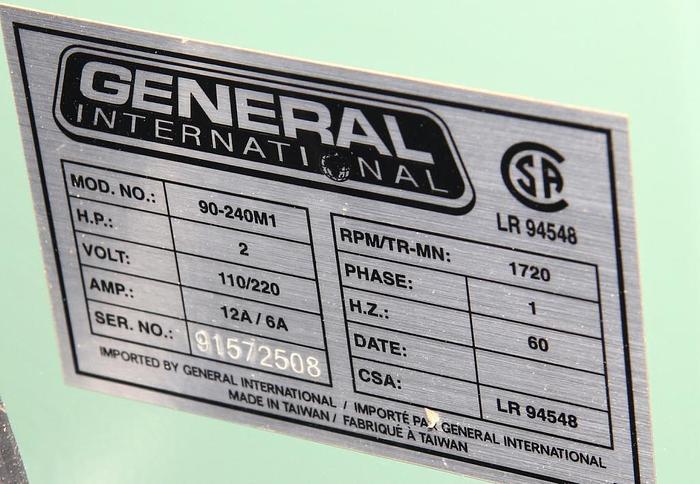 GENERAL
INTERNATIONAL
CSA
LR 94548
MOD. NO.: 90-240M1
H.P.: 2
VOLT: 110/220
AMP.: 12A / 6A
SER. NO.: 91572508
RPM/TR-MN: 1720
PHASE: 1
H.Z.: 60
DATE:
CSA: LR 94548
IMPORTED BY GENERAL INTERNATIONAL / IMPORTÉ PAR GENERAL INTERNATIONAL
MADE IN TAIWAN / FABRIQUÉ À TAIWAN